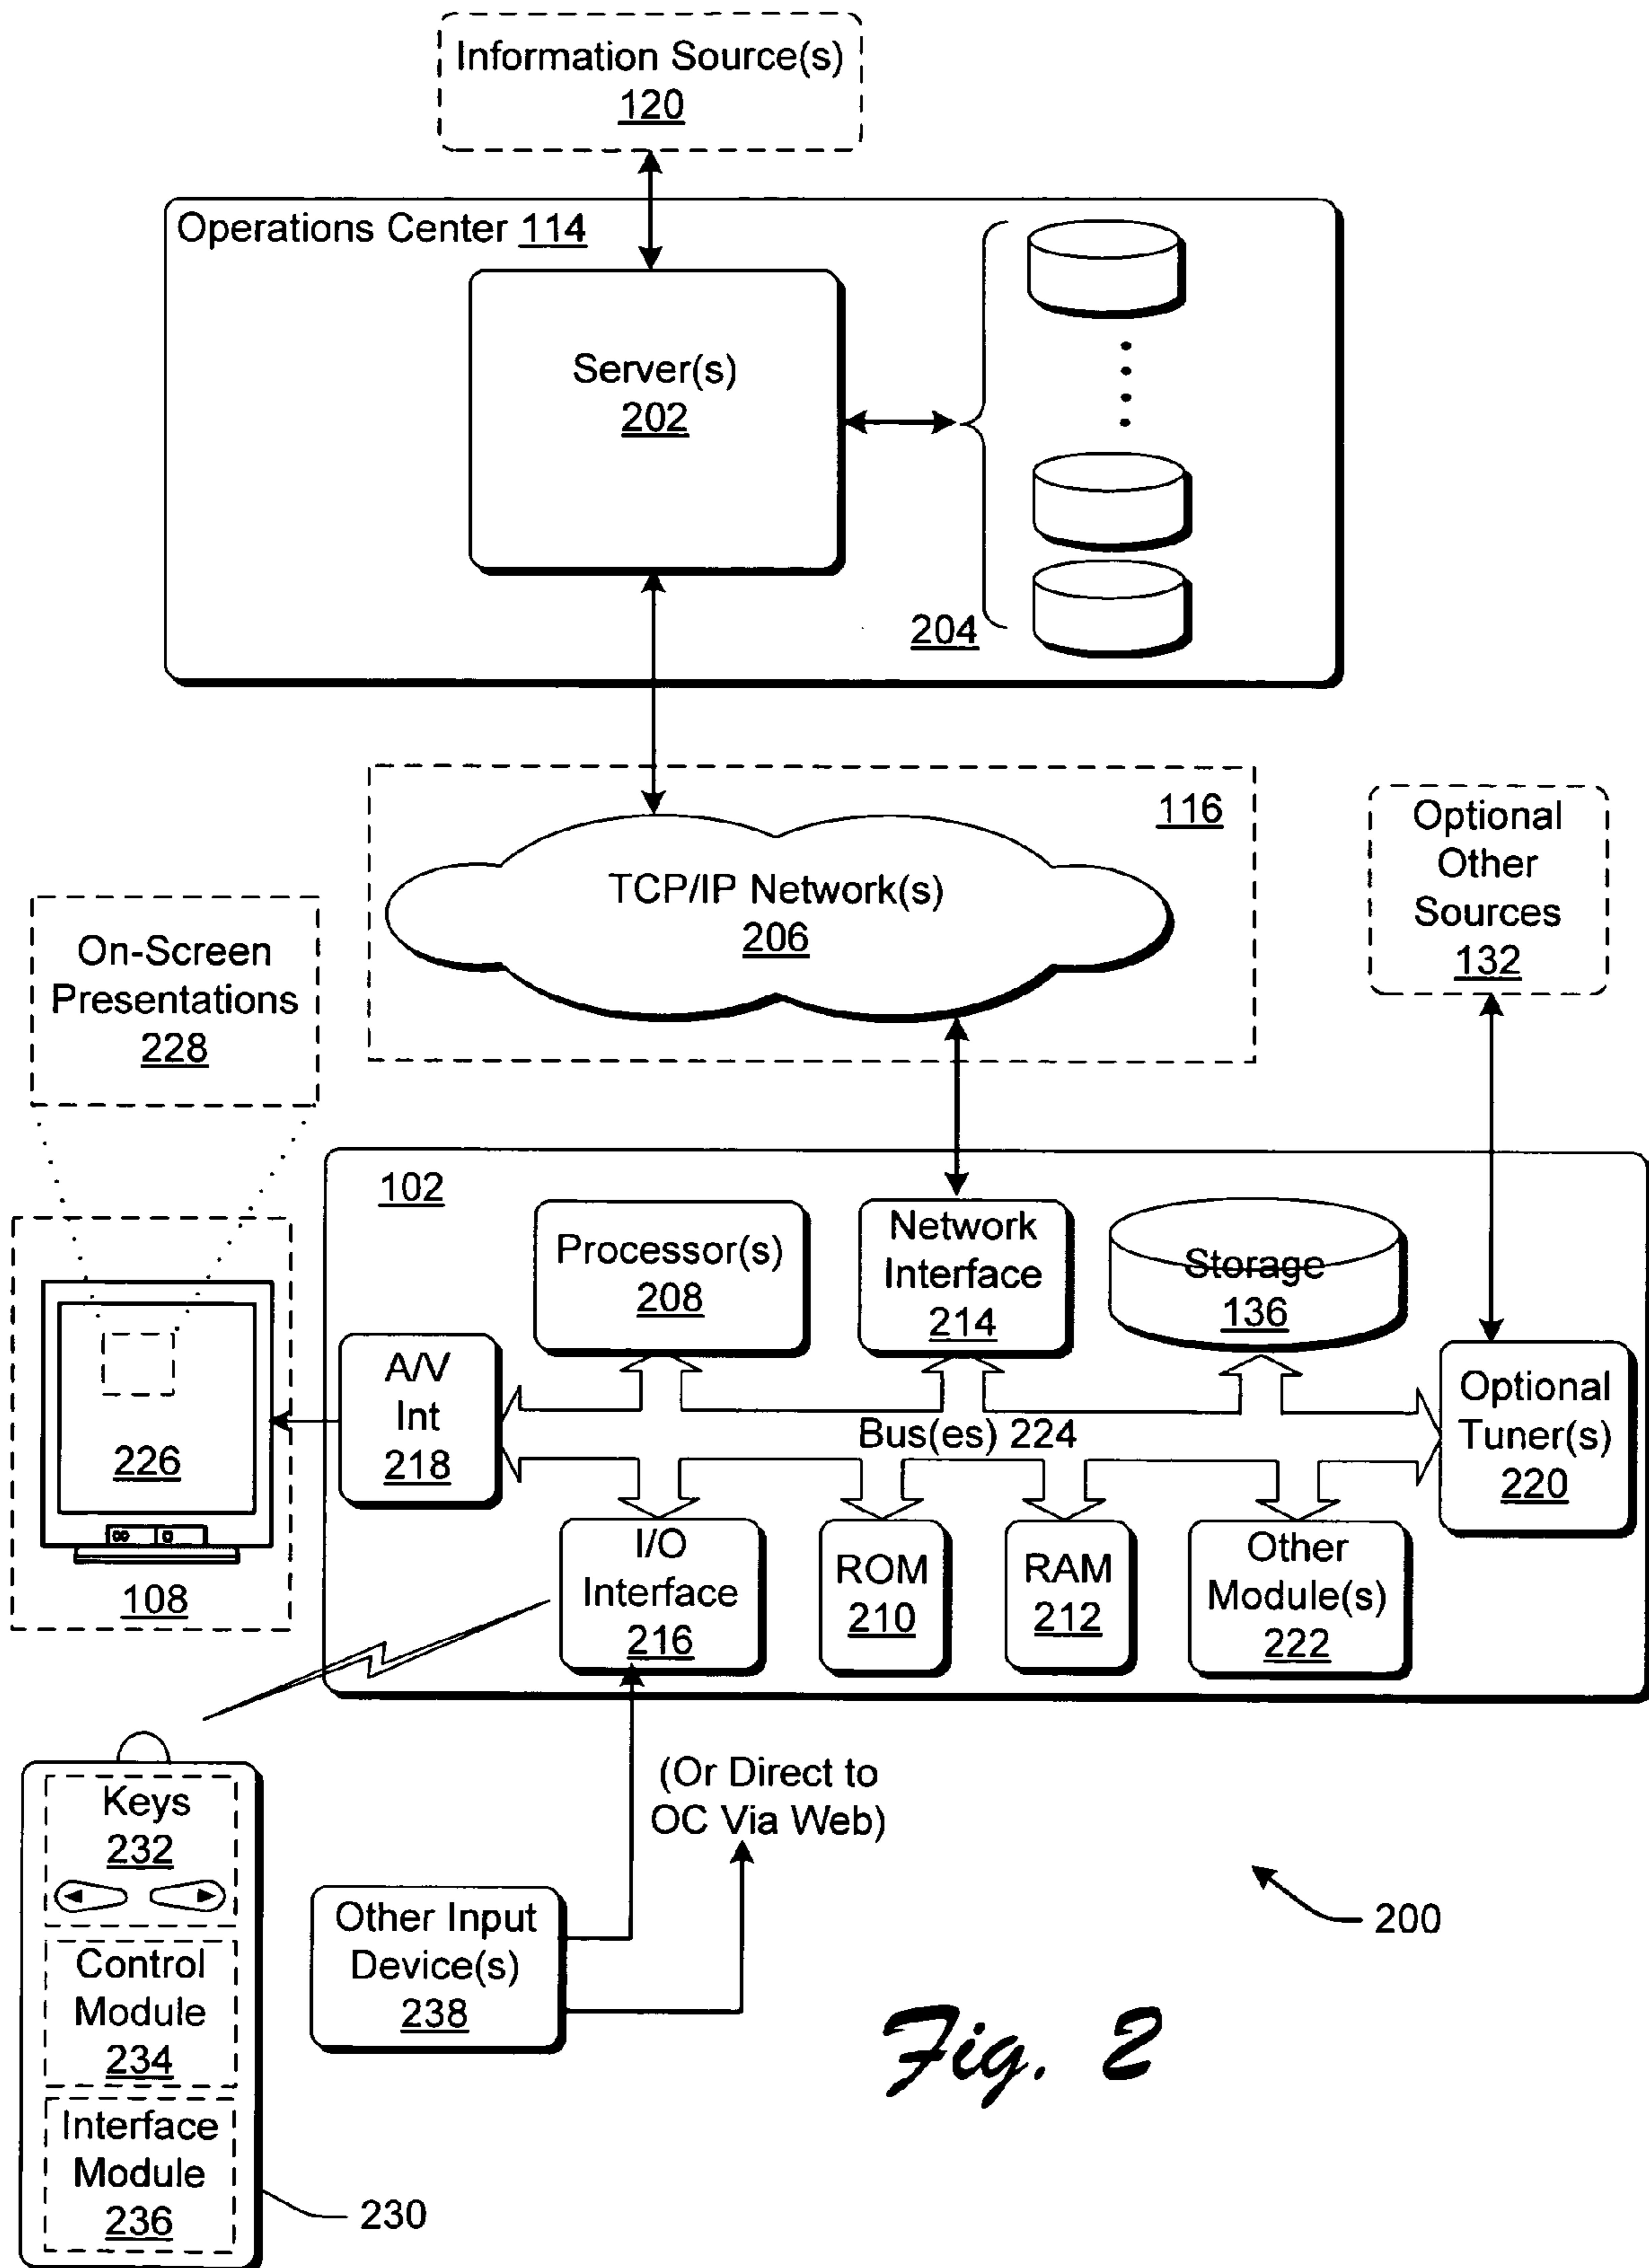 Information Source(s)
120
Operations Center 114
Server(s)
202
204
116
TCP/IP Network(s)
206
Optional
Other
Sources
132
On-Screen
Presentations
228
102
Processor(s)
208
Network
Interface
214
Storage
136
A/V
Int
218
Bus(es) 224
Optional
Tuner(s)
220
226
108
I/O
Interface
216
ROM
210
RAM
212
Other
Module(s)
222
Keys
232
Control
Module
234
Interface
Module
236
230
(Or Direct to
OC Via Web)
Other Input
Device(s)
238
200
Fig. 2